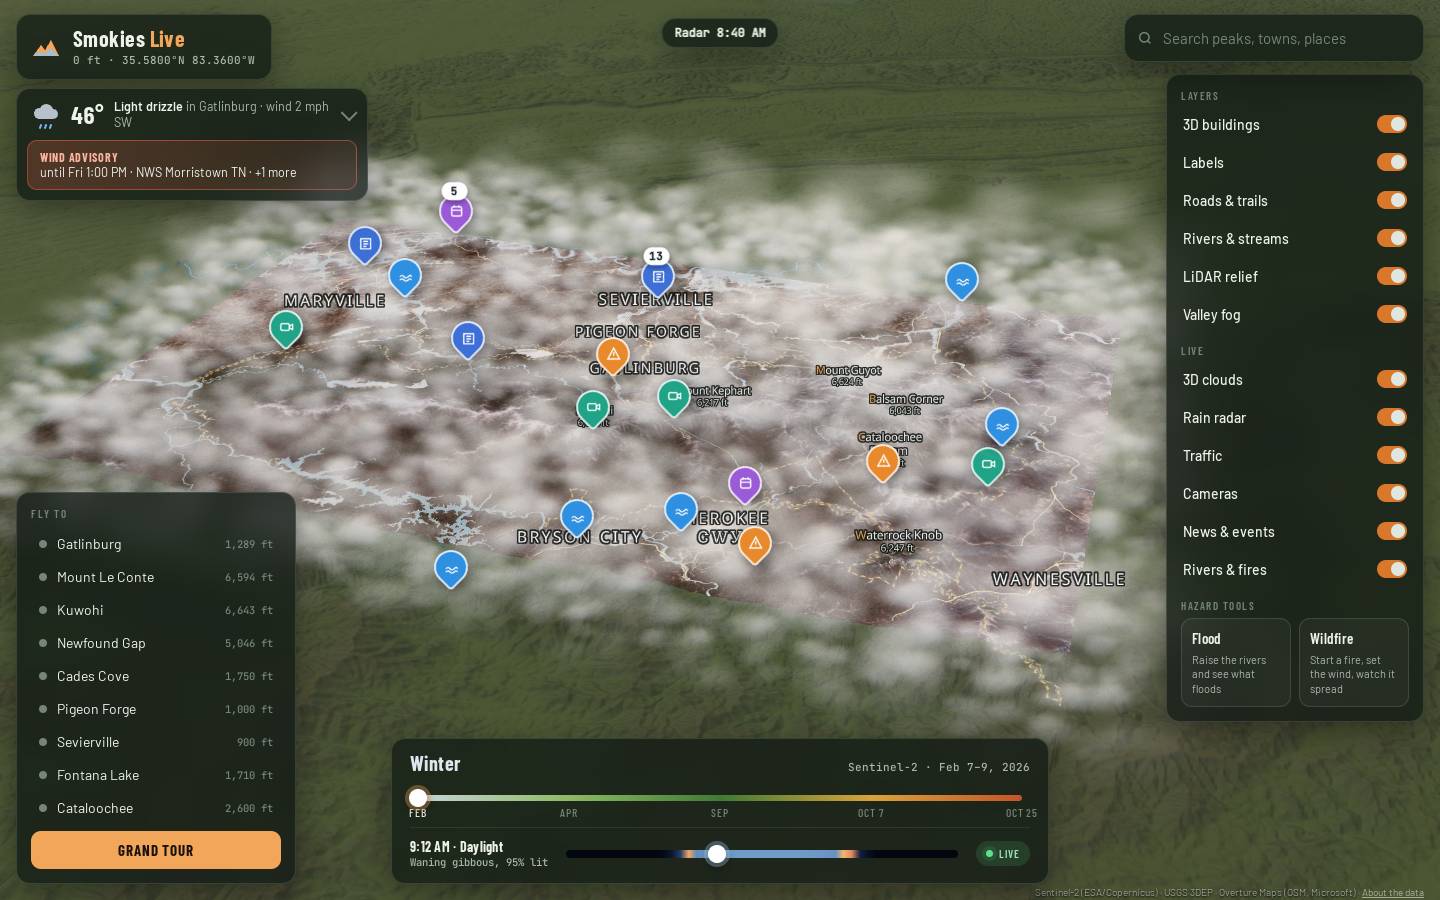 Smokies Live
0 ft · 35.5800°N 83.3600°W
Radar 8:40 AM
Search peaks, towns, places
46°
Light drizzle in Gatlinburg · wind 2 mph
SW
WIND ADVISORY
until Fri 1:00 PM · NWS Morristown TN · +1 more
5
13
MARYVILLE
SEVIERVILLE
PIGEON FORGE
Mount Guyot
6,624 ft
Mount Kephart
6,217 ft
Balsam Corner
6,043 ft
Cataloochee
BRYSON CITY
Waterrock Knob
6,247 ft
WAYNESVILLE
LAYERS
3D buildings
Labels
Roads & trails
Rivers & streams
LiDAR relief
Valley fog
LIVE
3D clouds
Rain radar
Traffic
Cameras
News & events
Rivers & fires
HAZARD TOOLS
Flood
Raise the rivers
and see what
floods
Wildfire
Start a fire, set
the wind, watch it
spread
FLY TO
Gatlinburg 1,289 ft
Mount Le Conte 6,594 ft
Kuwohi 6,643 ft
Newfound Gap 5,046 ft
Cades Cove 1,750 ft
Pigeon Forge 1,000 ft
Sevierville 900 ft
Fontana Lake 1,710 ft
Cataloochee 2,600 ft
GRAND TOUR
Winter
Sentinel-2 · Feb 7–9, 2026
FEB APR SEP OCT 7 OCT 25
9:12 AM · Daylight
Waning gibbous, 95% lit
LIVE
Sentinel-2 (ESA/Copernicus) · USGS 3DEP · Overture Maps (OSM, Microsoft) · About the data